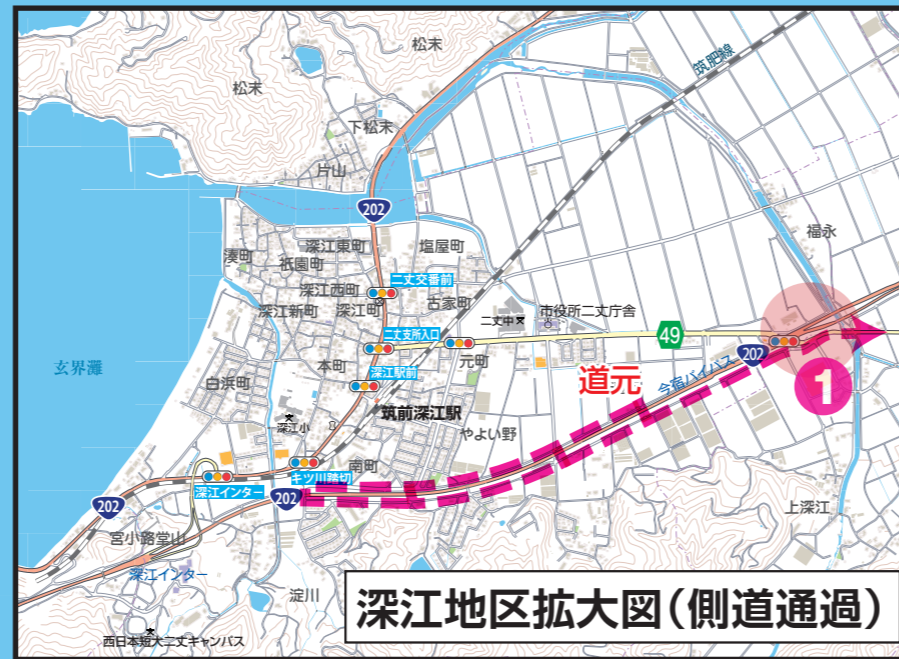 松末
松末
筑肥線
下松末
片山
202
福永
湊町
深江東町
塩屋町
祇園町
二丈交番前
深江西町
深江新町
深江町
古家町
二丈中
市役所二丈庁舎
二丈支所入口
49
元町
202
玄界灘
本町
道元
今宿バイパス
1
白浜町
深江駅前
筑前深江駅
深江小
やよい野
南町
キツ川踏切
深江インター
202
202
上深江
宮小路堂山
深江インター
淀川
深江地区拡大図(側道通過)
西日本短大二丈キャンパス